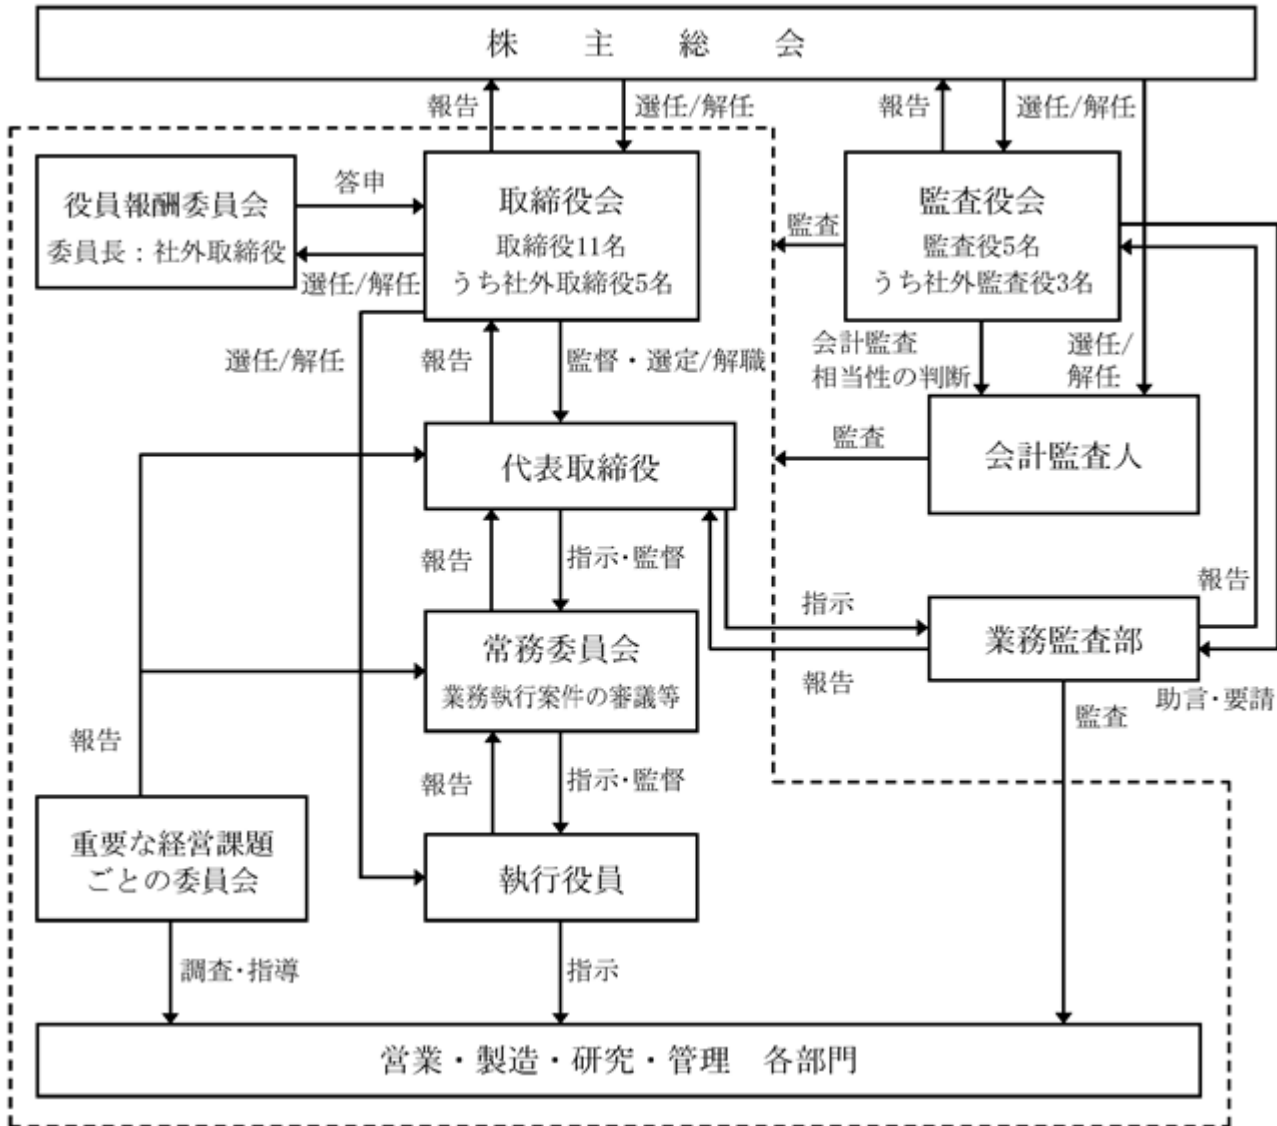 株主総会
報告
選任/解任
報告
選任/解任
役員報酬委員会
委員長：社外取締役
答申
選任/解任
取締役会
取締役11名
うち社外取締役5名
監査
監査役会
監査役5名
うち社外監査役3名
選任/解任
報告
監督・選定/解職
会計監査
相当性の判断
選任/
解任
代表取締役
監査
会計監査人
報告
指示・監督
指示
報告
業務監査部
報告
助言・要請
監査
常務委員会
業務執行案件の審議等
報告
報告
指示・監督
重要な経営課題
ごとの委員会
執行役員
調査・指導
指示
営業・製造・研究・管理　各部門